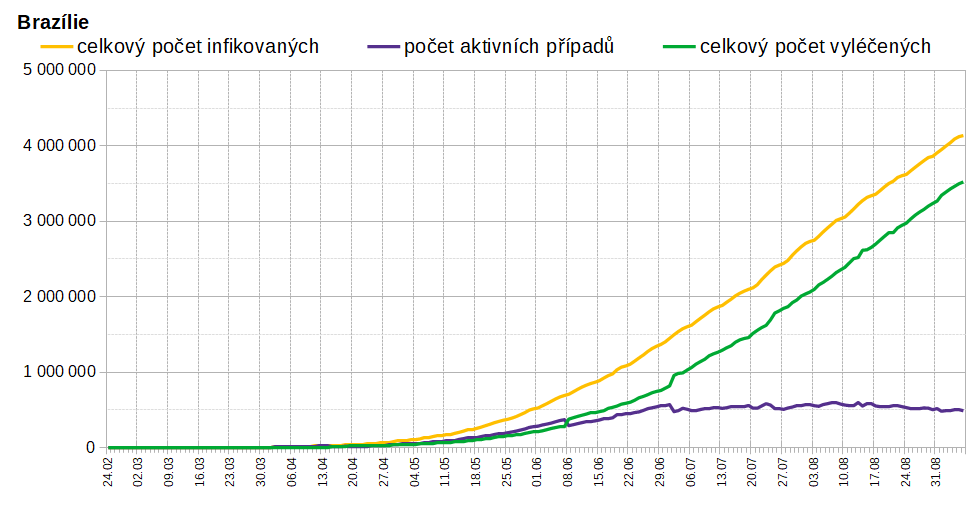 Brazílie
celkový počet infikovaných počet aktivních případů celkový počet vyléčených
5 000 000
4 000 000
3 000 000
2 000 000
1 000 000
0
24.02 02.03 09.03 16.03 23.03 30.03 06.04 13.04 20.04 27.04 04.05 11.05 18.05 25.05 01.06 08.06 15.06 22.06 29.06 06.07 13.07 20.07 27.07 03.08 10.08 17.08 24.08 31.08